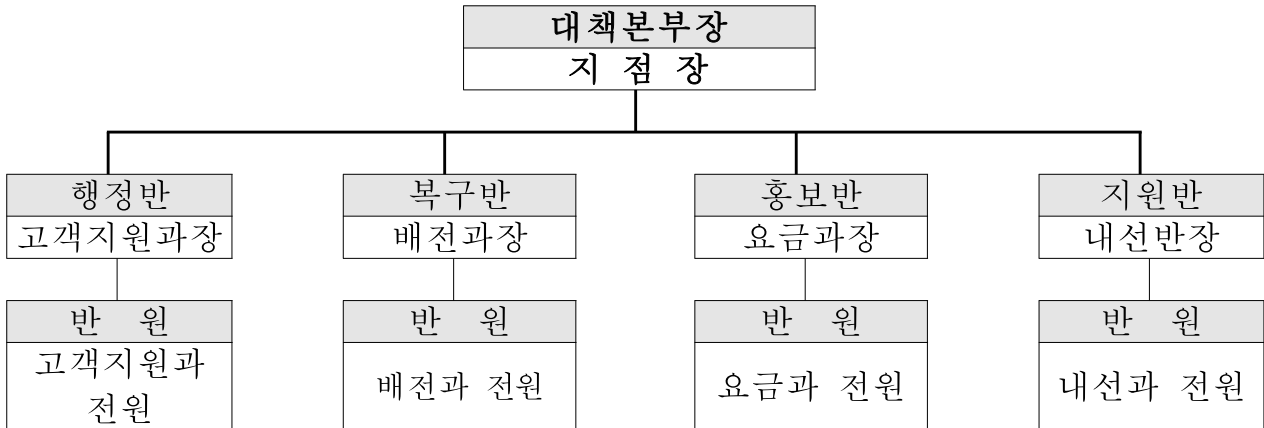 대책본부장
지 점 장
행정반
고객지원과장
복구반
배전과장
홍보반
요금과장
지원반
내선반장
반 원
고객지원과
전원
반 원
배전과 전원
반 원
요금과 전원
반 원
내선과 전원